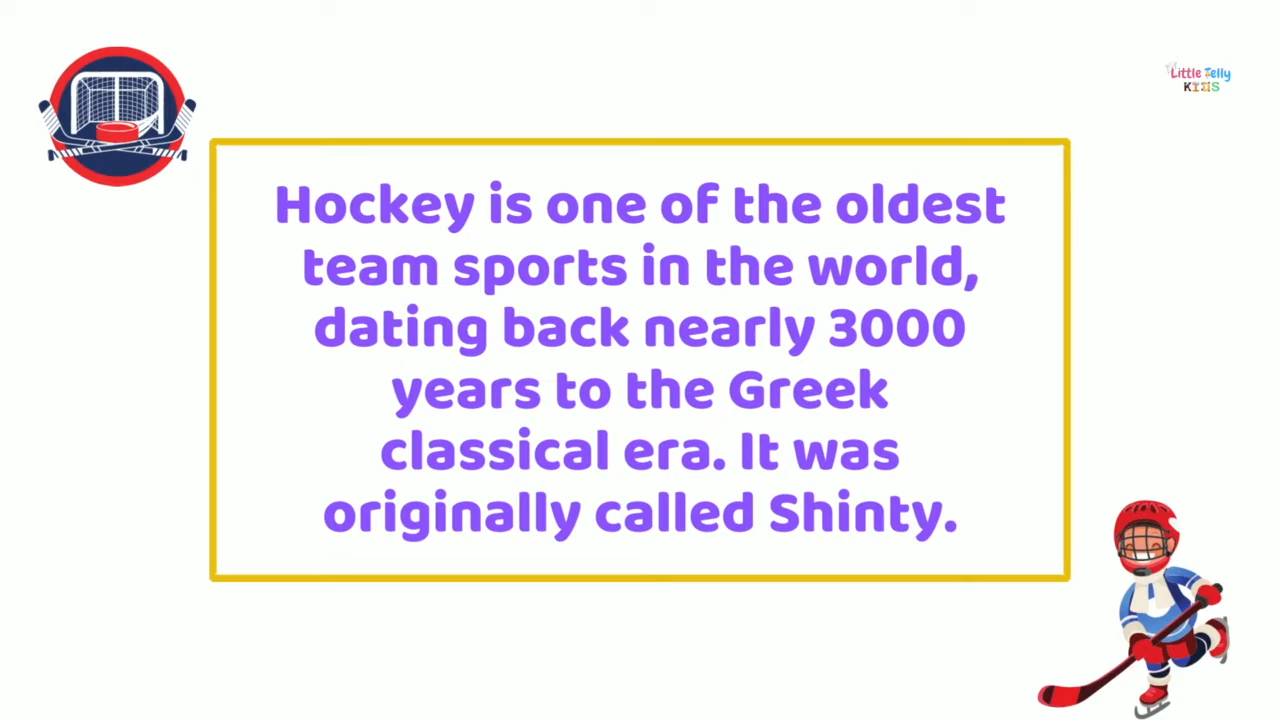 Little Telly
KIDS
Hockey is one of the oldest
team sports in the world,
dating back nearly 3000
years to the Greek
classical era. It was
originally called Shinty.